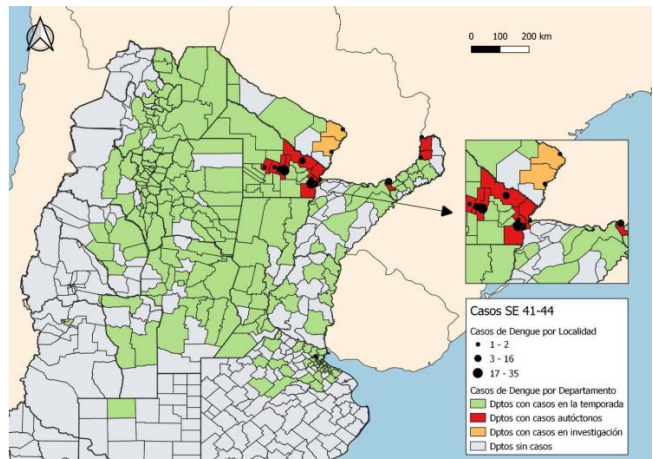 0 100 200 km
Casos SE 41-44
Casos de Dengue por Localidad
1 - 2
3 - 16
17 - 35
Casos de Dengue por Departamento
Dptos con casos en la temporada
Dptos con casos autóctonos
Dptos con casos en investigación
Dptos sin casos